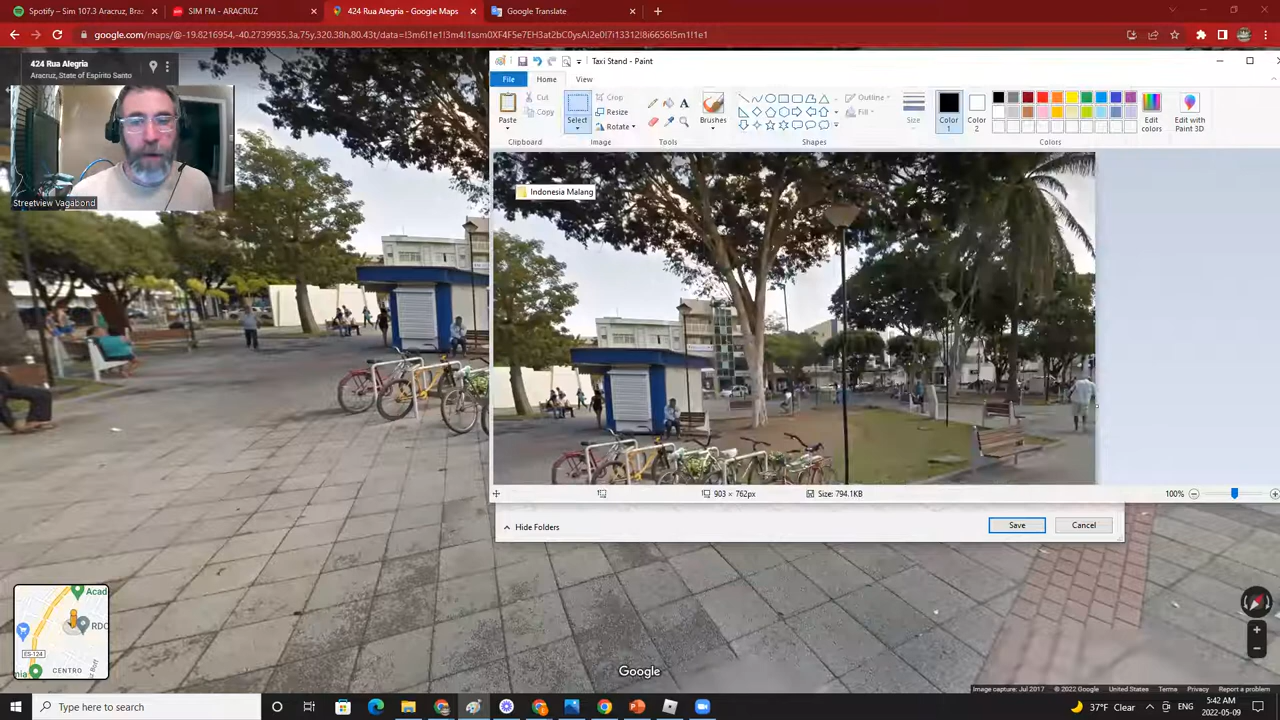 Spotify – Sim 107.3 Aracruz, Bra:
SIM FM - ARACRUZ
424 Rua Alegria - Google Maps
Google Translate
google.com/maps/@-19.8216954,-40.2739935,3a,75y,320.38h,80.43t/data=!3m6!1e1!3m4!1ssm0XF4F5e7EH3at2bC0ysA!2e0!7i13312!8i6656!5m1!1e1
424 Rua Alegria
Aracruz, State of Espírito Santo
Streetview Vagabond
Taxi Stand - Paint
File
Home
View
Paste
Cut
Copy
Clipboard
Select
Crop
Resize
Rotate
Image
Tools
Brushes
Outline
Fill
Shapes
Size
Color
1
Color
2
Edit
colors
Edit with
Paint 3D
Colors
Indonesia Malang
903 × 762px
Size: 794.1KB
100%
Hide Folders
Save
Cancel
Acad
RDC
ES-124
CENTRO
Google
Image capture: Jul 2017
© 2022 Google
United States
Terms
Privacy
Report a problem
Type here to search
37°F Clear
ENG
5:42 AM
2022-05-09